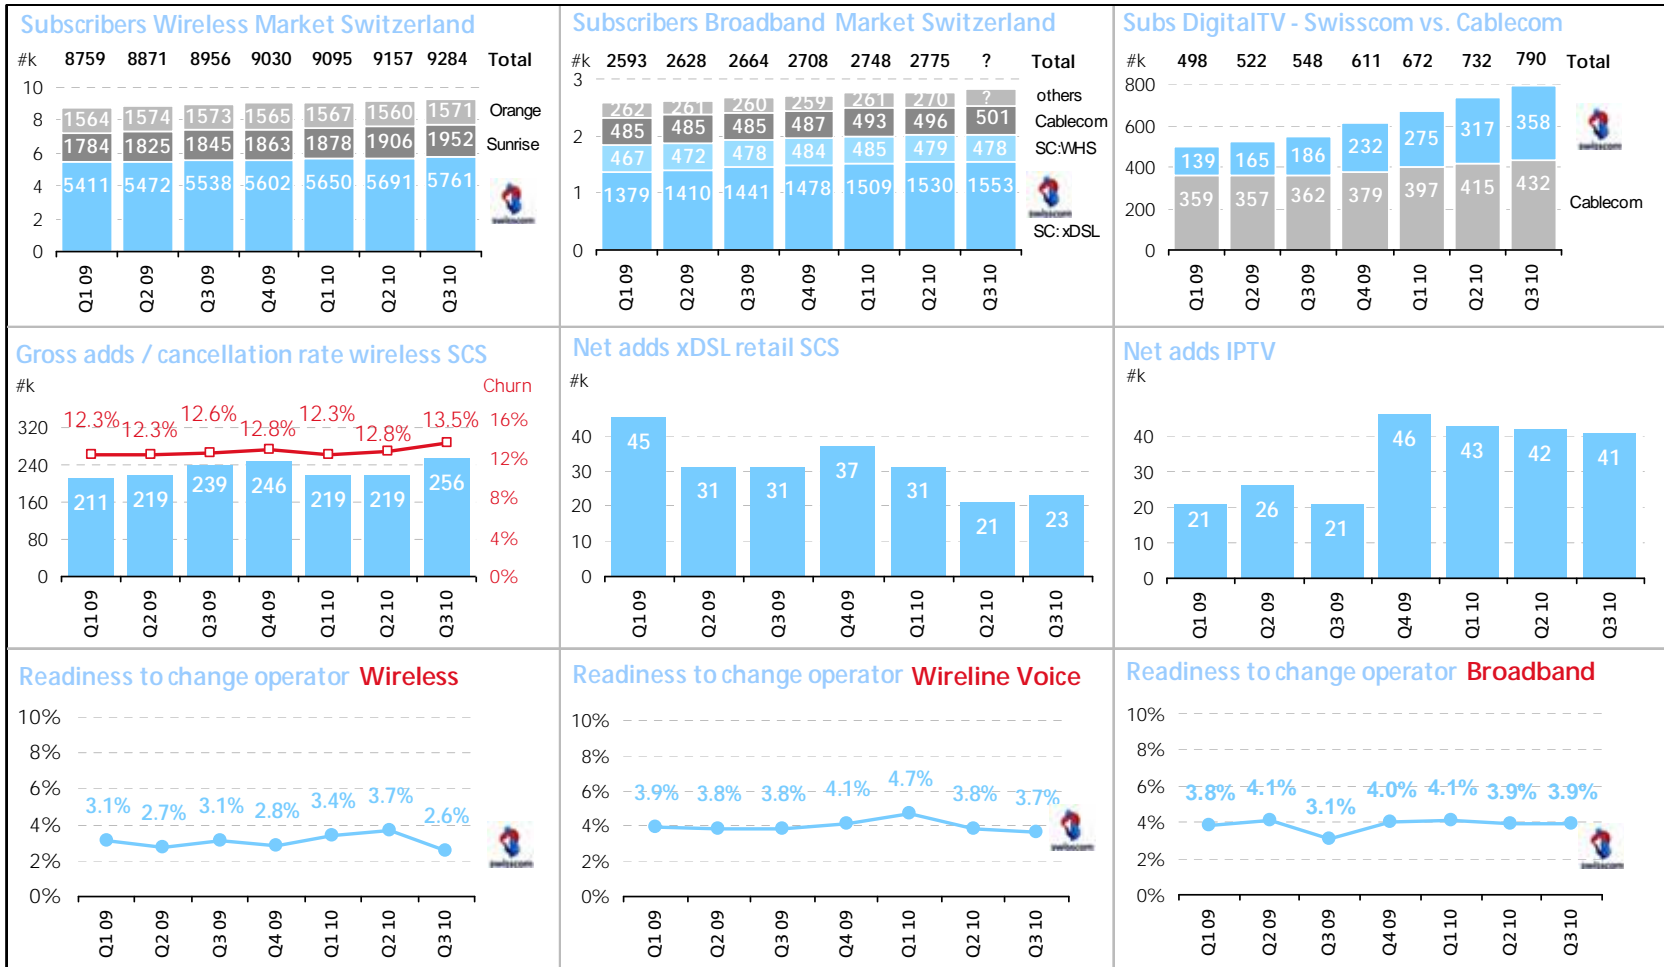 Subscribers Wireless Market Switzerland
#k 8759 8871 8956 9030 9095 9157 9284 Total
10
8
6
4
2
0
1564 1574 1573 1565 1567 1560 1571 Orange
1784 1825 1845 1863 1878 1906 1952 Sunrise
5411 5472 5538 5602 5650 5691 5761
swisscom
Q1 09 Q2 09 Q3 09 Q4 09 Q1 10 Q2 10 Q3 10
Subscribers Broadband Market Switzerland
#k 2593 2628 2664 2708 2748 2775 ? Total
3
2
1
0
262 261 260 259 261 270 ? others
485 485 485 487 493 496 501 Cablecom
467 472 478 484 485 479 478 SC:WHS
1379 1410 1441 1478 1509 1530 1553
swisscom
SC:xDSL
Q1 09 Q2 09 Q3 09 Q4 09 Q1 10 Q2 10 Q3 10
Subs DigitalTV - Swisscom vs. Cablecom
#k 498 522 548 611 672 732 790 Total
800
600
400
200
0
139 165 186 232 275 317 358
swisscom
359 357 362 379 397 415 432 Cablecom
Q1 09 Q2 09 Q3 09 Q4 09 Q1 10 Q2 10 Q3 10
Gross adds / cancellation rate wireless SCS
#k Churn
320
240
160
80
0
12.3% 12.3% 12.6% 12.8% 12.3% 12.8% 13.5%
16%
12%
8%
4%
0%
211 219 239 246 219 219 256
Q1 09 Q2 09 Q3 09 Q4 09 Q1 10 Q2 10 Q3 10
Net adds xDSL retail SCS
#k
40
30
20
10
0
45 31 31 37 31 21 23
Q1 09 Q2 09 Q3 09 Q4 09 Q1 10 Q2 10 Q3 10
Net adds IPTV
#k
40
30
20
10
0
21 26 21 46 43 42 41
Q1 09 Q2 09 Q3 09 Q4 09 Q1 10 Q2 10 Q3 10
Readiness to change operator Wireless
10%
8%
6%
4%
2%
0%
3.1% 2.7% 3.1% 2.8% 3.4% 3.7% 2.6%
swisscom
Q1 09 Q2 09 Q3 09 Q4 09 Q1 10 Q2 10 Q3 10
Readiness to change operator Wireline Voice
10%
8%
6%
4%
2%
0%
3.9% 3.8% 3.8% 4.1% 4.7% 3.8% 3.7%
swisscom
Q1 09 Q2 09 Q3 09 Q4 09 Q1 10 Q2 10 Q3 10
Readiness to change operator Broadband
10%
8%
6%
4%
2%
0%
3.8% 4.1% 3.1% 4.0% 4.1% 3.9% 3.9%
swisscom
Q1 09 Q2 09 Q3 09 Q4 09 Q1 10 Q2 10 Q3 10